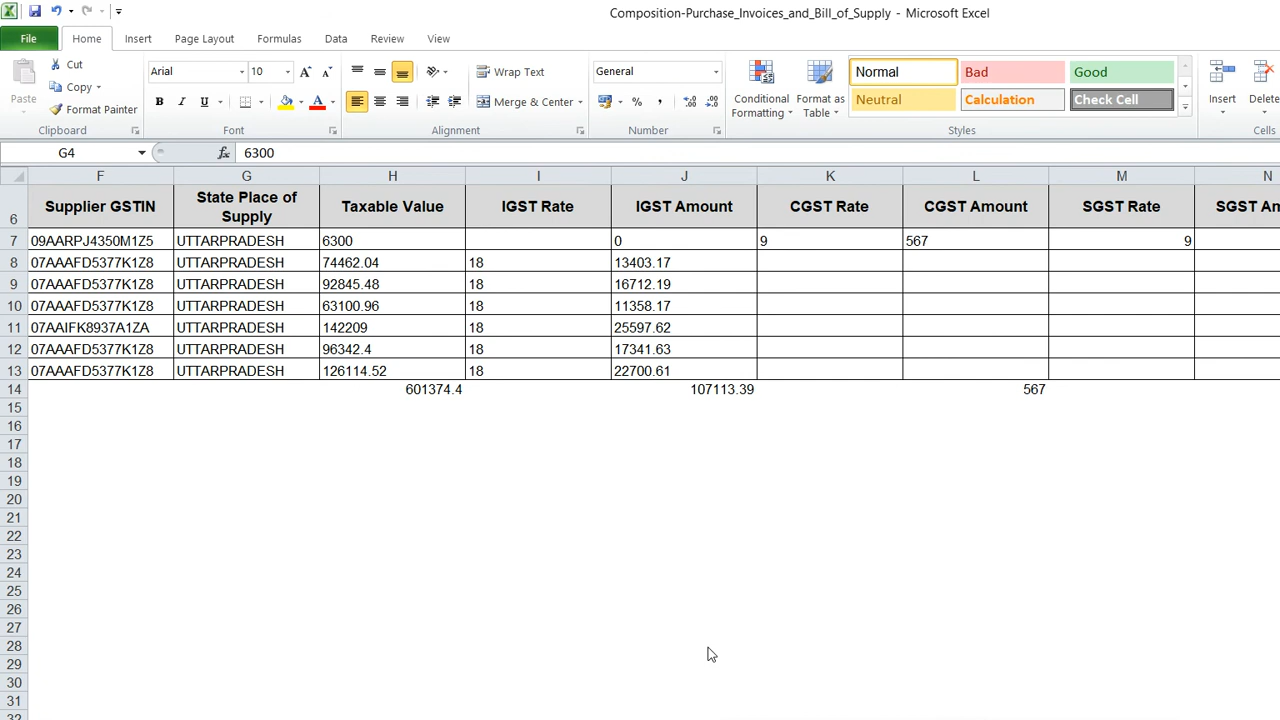 Composition-Purchase_Invoices_and_Bill_of_Supply - Microsoft Excel
File Home Insert Page Layout Formulas Data Review View
Paste Cut Copy Format Painter Clipboard
Arial 10 A A B I U A Font
Wrap Text Merge & Center Alignment
General % , Number
Conditional Formatting Format as Table
Normal Bad Good
Neutral Calculation Check Cell
Styles
Insert Delete Cells
G4 fx 6300
F G H I J K L M N
6 Supplier GSTIN State Place of Supply Taxable Value IGST Rate IGST Amount CGST Rate CGST Amount SGST Rate SGST Am
7 09AARPJ4350M1Z5 UTTARPRADESH 6300 0 9 567 9
8 07AAAFD5377K1Z8 UTTARPRADESH 74462.04 18 13403.17
9 07AAAFD5377K1Z8 UTTARPRADESH 92845.48 18 16712.19
10 07AAAFD5377K1Z8 UTTARPRADESH 63100.96 18 11358.17
11 07AAIFK8937A1ZA UTTARPRADESH 142209 18 25597.62
12 07AAAFD5377K1Z8 UTTARPRADESH 96342.4 18 17341.63
13 07AAAFD5377K1Z8 UTTARPRADESH 126114.52 18 22700.61
14 601374.4 107113.39 567
15
16
17
18
19
20
21
22
23
24
25
26
27
28
29
30
31
32